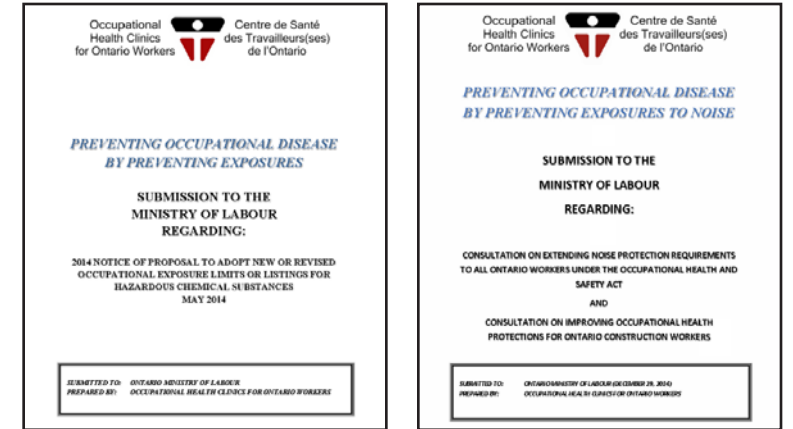 Occupational
Health Clinics
for Ontario Workers
Centre de Santé
des Travailleurs(ses)
de l'Ontario
PREVENTING OCCUPATIONAL DISEASE
BY PREVENTING EXPOSURES
SUBMISSION TO THE
MINISTRY OF LABOUR
REGARDING:
2014 NOTICE OF PROPOSAL TO ADOPT NEW OR REVISED
OCCUPATIONAL EXPOSURE LIMITS OR LISTINGS FOR
HAZARDOUS CHEMICAL SUBSTANCES
MAY 2014
SUBMITTED TO: ONTARIO MINISTRY OF LABOUR
PREPARED BY: OCCUPATIONAL HEALTH CLINICS FOR ONTARIO WORKERS
Occupational
Health Clinics
for Ontario Workers
Centre de Santé
des Travailleurs(ses)
de l'Ontario
PREVENTING OCCUPATIONAL DISEASE
BY PREVENTING EXPOSURES TO NOISE
SUBMISSION TO THE
MINISTRY OF LABOUR
REGARDING:
CONSULTATION ON EXTENDING NOISE PROTECTION REQUIREMENTS
TO ALL ONTARIO WORKERS UNDER THE OCCUPATIONAL HEALTH AND
SAFETY ACT
AND
CONSULTATION ON IMPROVING OCCUPATIONAL HEALTH
PROTECTIONS FOR ONTARIO CONSTRUCTION WORKERS
SUBMITTED TO: ONTARIO MINISTRY OF LABOUR (DECEMBER 29, 2014)
PREPARED BY: OCCUPATIONAL HEALTH CLINICS FOR ONTARIO WORKERS